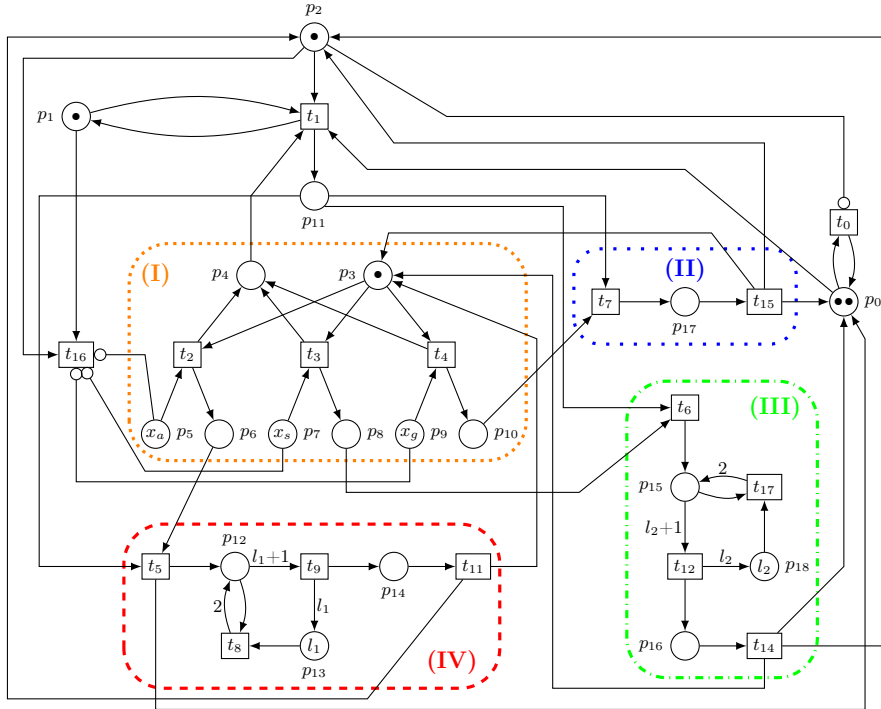 p₂
p₁ t₁
p₁₁ t₀
(I) p₄ p₃ (II)
t₇ t₁₅ p₀
p₁₇
t₁₆ t₂ t₃ t₄
(III)
t₆
xₐ p₅ p₆ xₛ p₇ p₈ x_g p₉ p₁₀
p₁₅ 2 t₁₇
l₂+1
p₁₂
l₁+1
t₅ t₉ p₁₄ t₁₁ t₁₂ l₂ l₂ p₁₈
2 l₁
t₈ l₁ p₁₆ t₁₄
p₁₃ (IV)